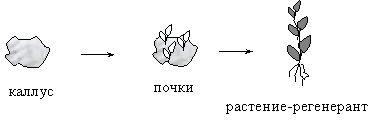 каллус
почки
растение-регенерант